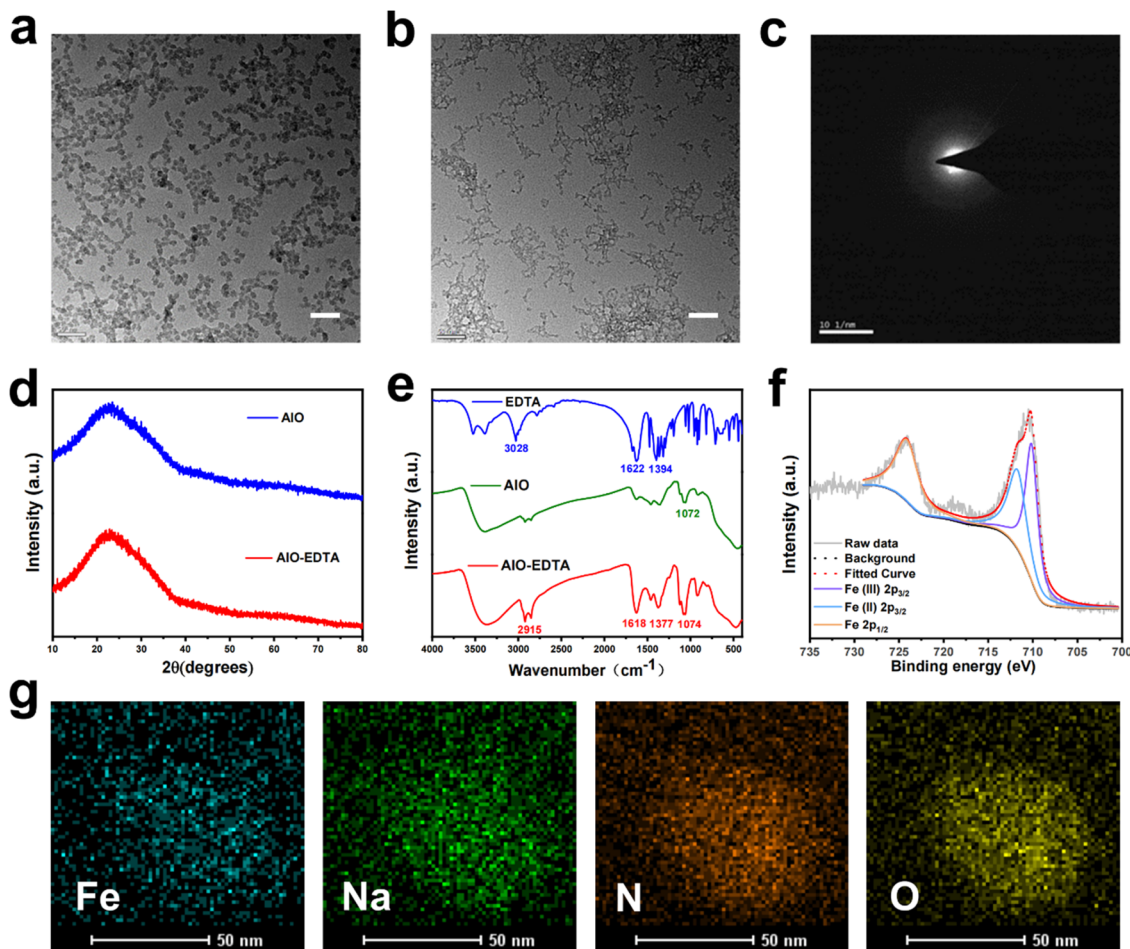 a
b
c
10 1/nm
d
AIO
AIO-EDTA
Intensity (a.u.)
10 20 30 40 50 60 70 80
2θ(degrees)
e
EDTA
3028
1622 1394
AIO
1072
AIO-EDTA
2915
1618 1377 1074
Intensity (a.u.)
4000 3500 3000 2500 2000 1500 1000 500
Wavenumber (cm-1)
f
Intensity (a.u.)
Raw data
Background
Fitted Curve
Fe (III) 2p3/2
Fe (II) 2p3/2
Fe 2p1/2
735 730 725 720 715 710 705 700
Binding energy (eV)
g
Fe
Na
N
O
50 nm
50 nm
50 nm
50 nm